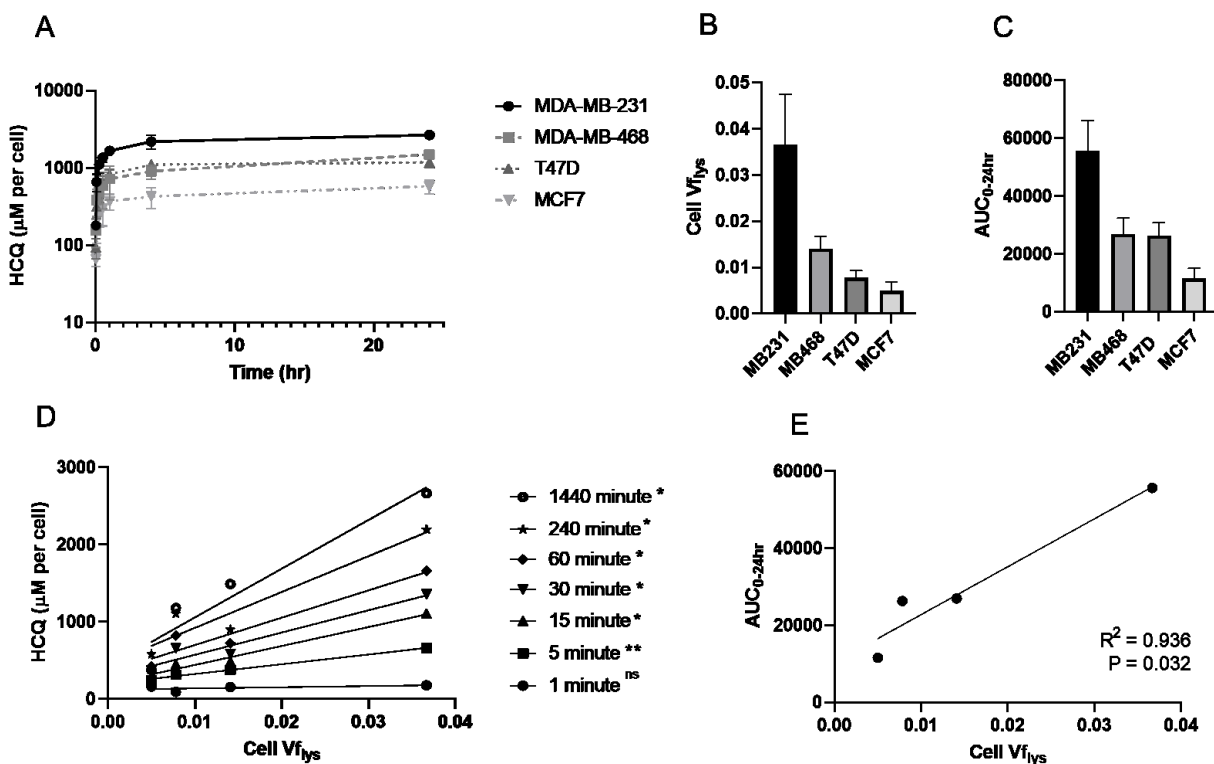 A
HCQ (μM per cell)
10000
1000
100
10
0
10
20
Time (hr)
MDA-MB-231
MDA-MB-468
T47D
MCF7
B
Cell Vflys
0.05
0.04
0.03
0.02
0.01
0.00
MB231
MB468
T47D
MCF7
C
AUC0-24hr
80000
60000
40000
20000
0
MB231
MB468
T47D
MCF7
D
HCQ (μM per cell)
3000
2000
1000
0
0.00
0.01
0.02
0.03
0.04
Cell Vflys
1440 minute *
240 minute *
60 minute *
30 minute *
15 minute *
5 minute **
1 minute ns
E
AUC0-24hr
60000
40000
20000
0
0.00
0.01
0.02
0.03
0.04
Cell Vflys
R2 = 0.936
P = 0.032